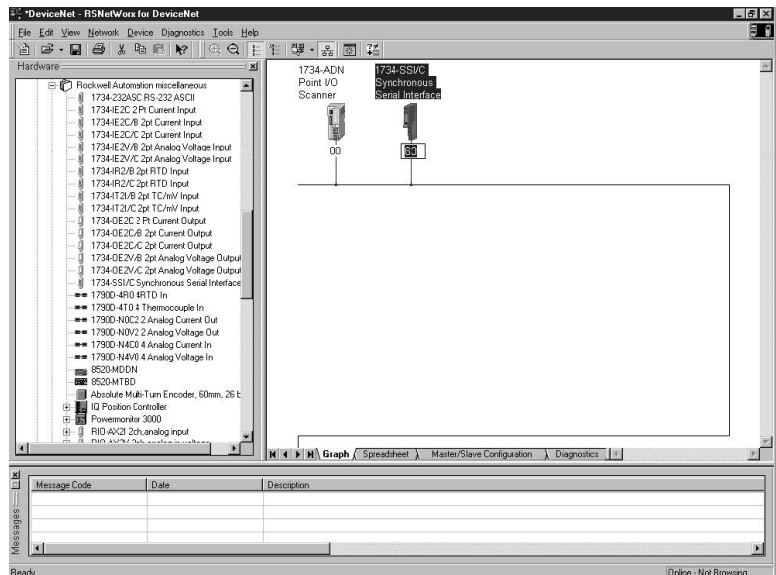 *DeviceNet - RSNetWorx for DeviceNet
File Edit View Network Device Diagnostics Tools Help
Hardware
Rockwell Automation miscellaneous
1734-232ASC RS-232 ASCII
1734-IE2C 2 Pt Current Input
1734-IE2C/B 2pt Current Input
1734-IE2C/C 2pt Current Input
1734-IE2V/B 2pt Analog Voltage Input
1734-IE2V/C 2pt Analog Voltage Input
1734-IR2/B 2pt RTD Input
1734-IR2/C 2pt RTD Input
1734-IT2I/B 2pt TC/mV Input
1734-IT2I/C 2pt TC/mV Input
1734-OE2C 2 Pt Current Output
1734-OE2C/B 2pt Current Output
1734-OE2C/C 2pt Current Output
1734-OE2V/B 2pt Analog Voltage Output
1734-OE2V/C 2pt Analog Voltage Output
1734-SSI/C Synchronous Serial Interface
1790D-4R0 4RTD In
1790D-4T0 4 Thermocouple In
1790D-N0C2 2 Analog Current Out
1790D-N0V2 2 Analog Voltage Out
1790D-N4C0 4 Analog Current In
1790D-N4V0 4 Analog Voltage In
8520-MDDN
8520-MTBD
Absolute Multi-Turn Encoder, 60mm, 26 b
IQ Position Controller
Powermonitor 3000
RIO-AX2I 2ch,analog input
1734-ADN
Point I/O
Scanner
00
1734-SSI/C
Synchronous
Serial Interface
Graph Spreadsheet Master/Slave Configuration Diagnostics
Messages
Message Code Date Description
Ready
Online - Not Browsing